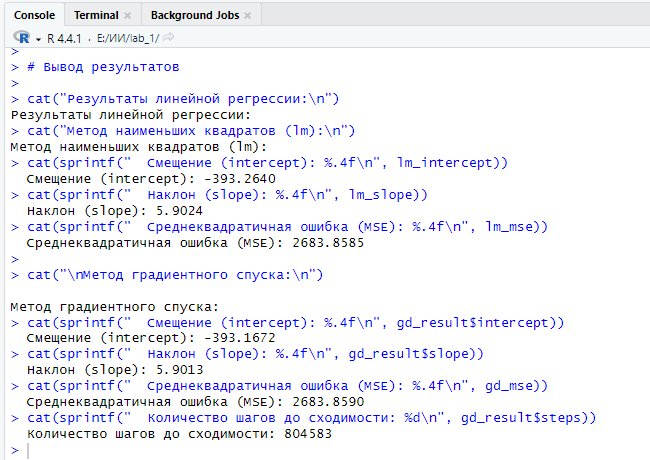 Console Terminal Background Jobs
R 4.4.1 · E:/ИИ/lab_1/
>
> # Вывод результатов
>
> cat("Результаты линейной регрессии:\n")
Результаты линейной регрессии:
> cat("Метод наименьших квадратов (lm):\n")
Метод наименьших квадратов (lm):
> cat(sprintf("  Смещение (intercept): %.4f\n", lm_intercept))
  Смещение (intercept): -393.2640
> cat(sprintf("  Наклон (slope): %.4f\n", lm_slope))
  Наклон (slope): 5.9024
> cat(sprintf("  Среднеквадратичная ошибка (MSE): %.4f\n", lm_mse))
  Среднеквадратичная ошибка (MSE): 2683.8585
>
> cat("\nМетод градиентного спуска:\n")

Метод градиентного спуска:
> cat(sprintf("  Смещение (intercept): %.4f\n", gd_result$intercept))
  Смещение (intercept): -393.1672
> cat(sprintf("  Наклон (slope): %.4f\n", gd_result$slope))
  Наклон (slope): 5.9013
> cat(sprintf("  Среднеквадратичная ошибка (MSE): %.4f\n", gd_mse))
  Среднеквадратичная ошибка (MSE): 2683.8590
> cat(sprintf("  Количество шагов до сходимости: %d\n", gd_result$steps))
  Количество шагов до сходимости: 804583
>